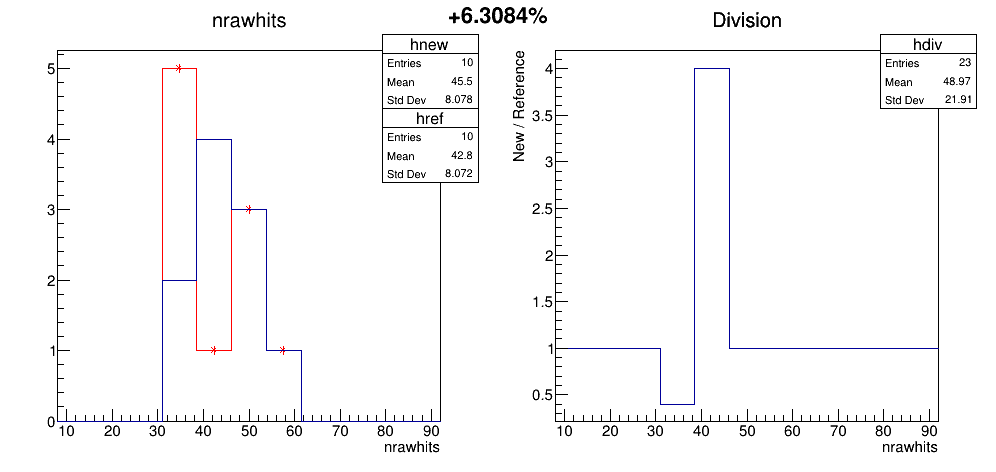 +6.3084%
nrawhits
hnew
Entries 10
Mean 45.5
Std Dev 8.078
href
Entries 10
Mean 42.8
Std Dev 8.072
5
4
3
2
1
0
10 20 30 40 50 60 70 80 90
nrawhits
Division
hdiv
Entries 23
Mean 48.97
Std Dev 21.91
New / Reference
4
3.5
3
2.5
2
1.5
1
0.5
10 20 30 40 50 60 70 80 90
nrawhits